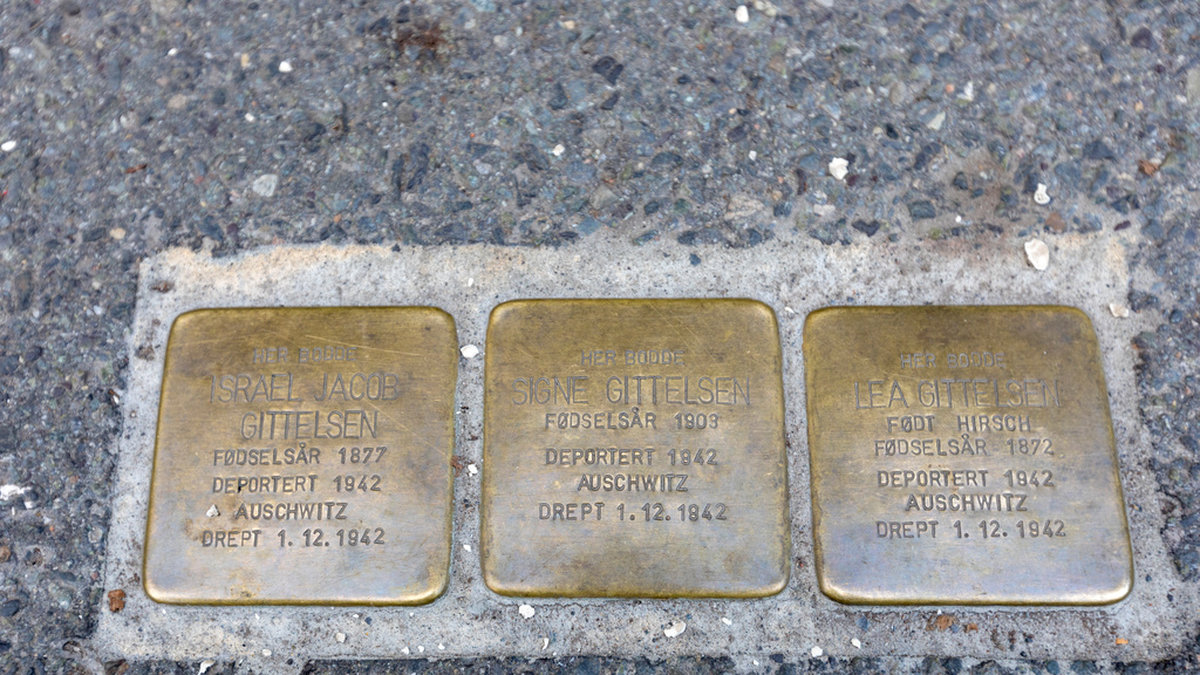 HER BODDE
ISRAEL JACOB
GITTELSEN
FØDSELSÅR 1877
DEPORTERT 1942
AUSCHWITZ
DREPT 1.12.1942
HER BODDE
SIGNE GITTELSEN
FØDSELSÅR 1903
DEPORTERT 1942
AUSCHWITZ
DREPT 1.12.1942
HER BODDE
LEA GITTELSEN
FØDT HIRSCH
FØDSELSÅR 1872
DEPORTERT 1942
AUSCHWITZ
DREPT 1.12.1942